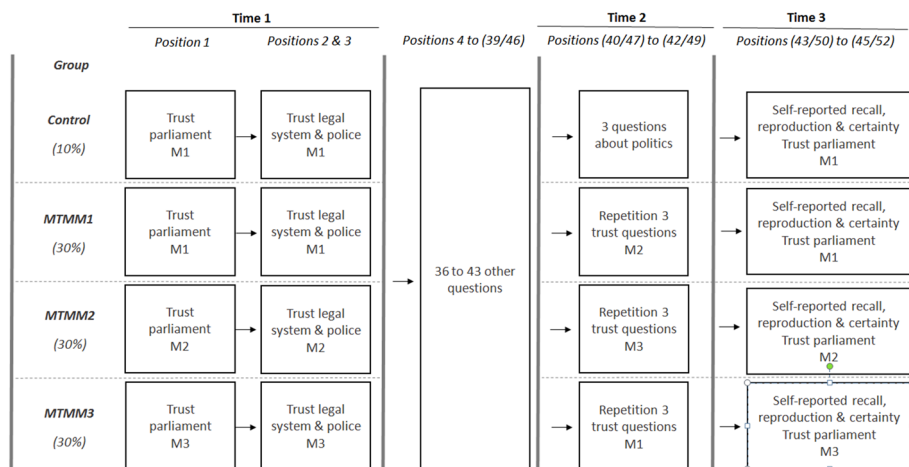 Time 1
Time 2
Time 3
Position 1
Positions 2 & 3
Positions 4 to (39/46)
Positions (40/47) to (42/49)
Positions (43/50) to (45/52)
Group
Control
(10%)
Trust
parliament
M1
Trust legal
system & police
M1
3 questions
about politics
Self-reported recall,
reproduction & certainty
Trust parliament
M1
MTMM1
(30%)
Trust
parliament
M1
Trust legal
system & police
M1
36 to 43 other
questions
Repetition 3
trust questions
M2
Self-reported recall,
reproduction & certainty
Trust parliament
M1
MTMM2
(30%)
Trust
parliament
M2
Trust legal
system & police
M2
Repetition 3
trust questions
M3
Self-reported recall,
reproduction & certainty
Trust parliament
M2
MTMM3
(30%)
Trust
parliament
M3
Trust legal
system & police
M3
Repetition 3
trust questions
M1
Self-reported recall,
reproduction & certainty
Trust parliament
M3